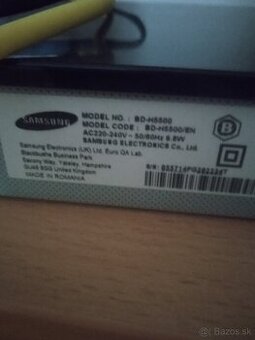 SAMSUNG
MODEL NO. : BD-H5500
MODEL CODE : BD-H5500/EN
AC220-240V~ 50/60Hz
SAMSUNG ELECTRONICS Co., Ltd.
B
Samsung Electronics (UK) Ltd. Euro QA Lab.
Blackbushe Business Park
Saxony Way, Yateley, Hampshire
GU46 6GG United Kingdom
MADE IN ROMANIA
S/N
Bazos.sk